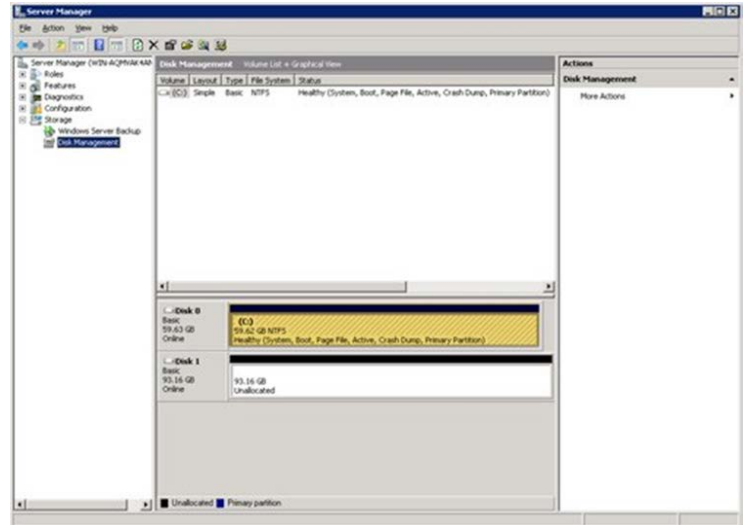 Server Manager
File Action View Help
Server Manager (WIN-AQMYAK4AN
Roles
Features
Diagnostics
Configuration
Storage
Windows Server Backup
Disk Management
Disk Management Volume List + Graphical View
Volume Layout Type File System Status
(C:) Simple Basic NTFS Healthy (System, Boot, Page File, Active, Crash Dump, Primary Partition)
Disk 0
Basic
59.63 GB
Online
(C:)
59.62 GB NTFS
Healthy (System, Boot, Page File, Active, Crash Dump, Primary Partition)
Disk 1
Basic
93.16 GB
Online
93.16 GB
Unallocated
Unallocated Primary partition
Actions
Disk Management
More Actions